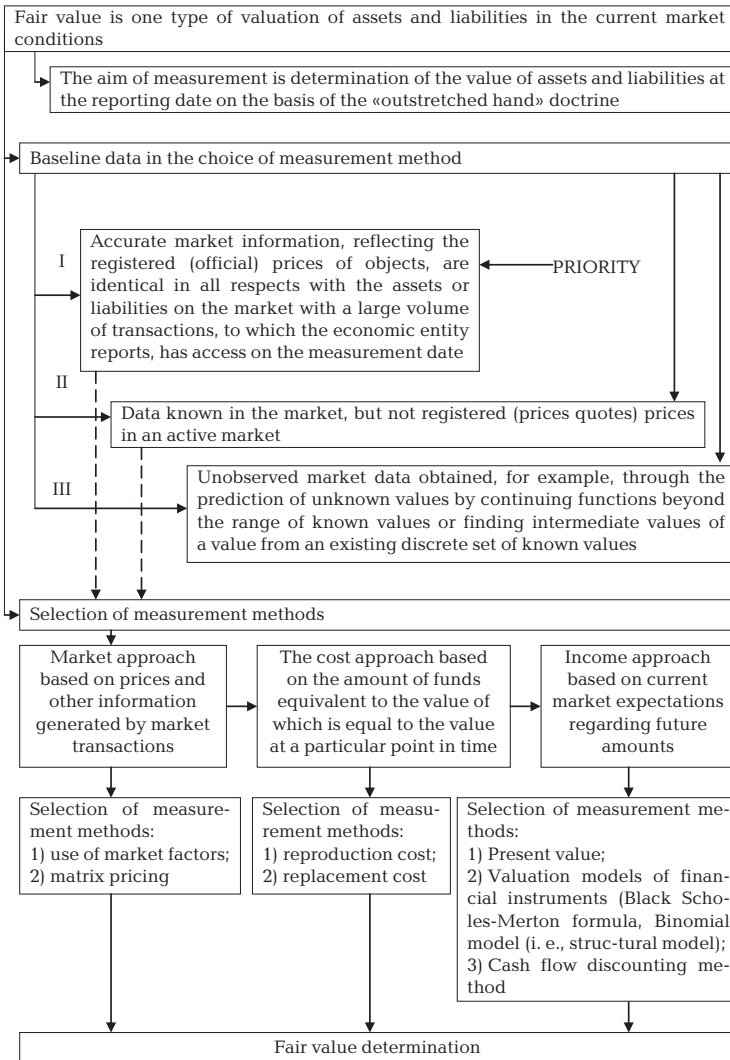 Fair value is one type of valuation of assets and liabilities in the current market
conditions
The aim of measurement is determination of the value of assets and liabilities at
the reporting date on the basis of the «outstretched hand» doctrine
Baseline data in the choice of measurement method
I
Accurate market information, reflecting the
registered (official) prices of objects, are
identical in all respects with the assets or
liabilities on the market with a large volume
of transactions, to which the economic entity
reports, has access on the measurement date
PRIORITY
II
Data known in the market, but not registered (prices quotes) prices
in an active market
III
Unobserved market data obtained, for example, through the
prediction of unknown values by continuing functions beyond
the range of known values or finding intermediate values of
a value from an existing discrete set of known values
Selection of measurement methods
Market approach
based on prices and
other information
generated by market
transactions
The cost approach based
on the amount of funds
equivalent to the value of
which is equal to the value
at a particular point in time
Income approach
based on current
market expectations
regarding future
amounts
Selection of measure-
ment methods:
1) use of market factors;
2) matrix pricing
Selection of measu-
rement methods:
1) reproduction cost;
2) replacement cost
Selection of measurement me-
thods:
1) Present value;
2) Valuation models of finan-
cial instruments (Black Scho-
les-Merton formula, Binomial
model (i. e., struc-tural model);
3) Cash flow discounting me-
thod
Fair value determination